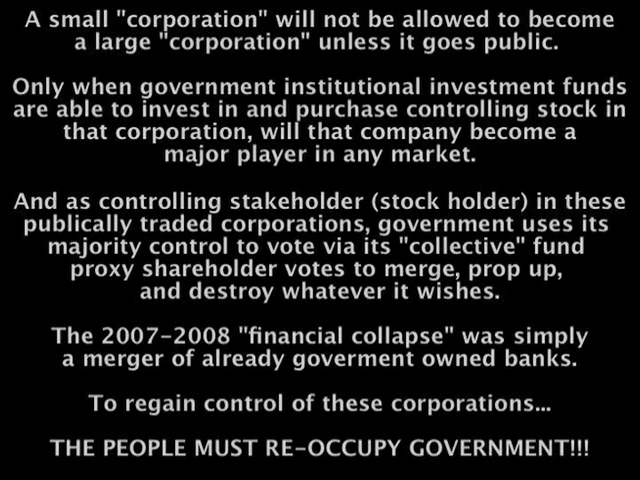 A small "corporation" will not be allowed to become
a large "corporation" unless it goes public.
Only when government institutional investment funds
are able to invest in and purchase controlling stock in
that corporation, will that company become a
major player in any market.
And as controlling stakeholder (stock holder) in these
publically traded corporations, government uses its
majority control to vote via its "collective" fund
proxy shareholder votes to merge, prop up,
and destroy whatever it wishes.
The 2007-2008 "financial collapse" was simply
a merger of already goverment owned banks.
To regain control of these corporations...
THE PEOPLE MUST RE-OCCUPY GOVERNMENT!!!